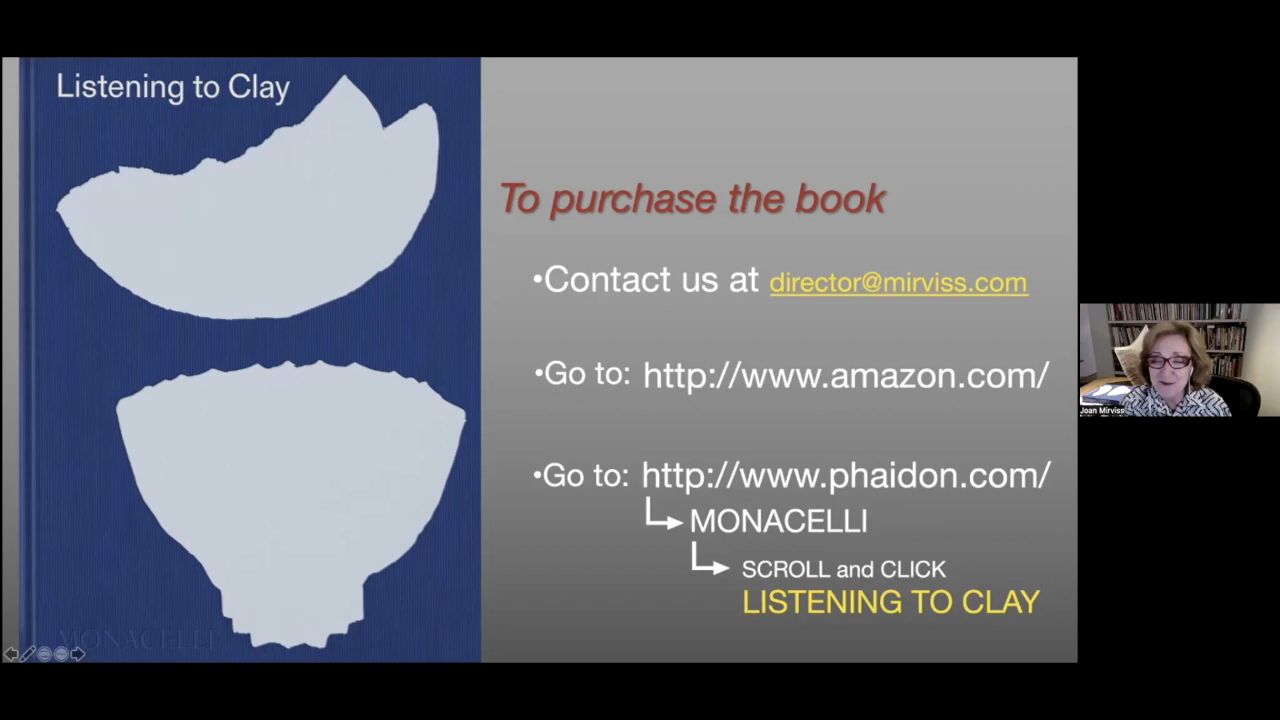 Listening to Clay
MONACELLI
To purchase the book
•Contact us at director@mirviss.com
•Go to: http://www.amazon.com/
•Go to: http://www.phaidon.com/
MONACELLI
SCROLL and CLICK
LISTENING TO CLAY
Joan Mirviss